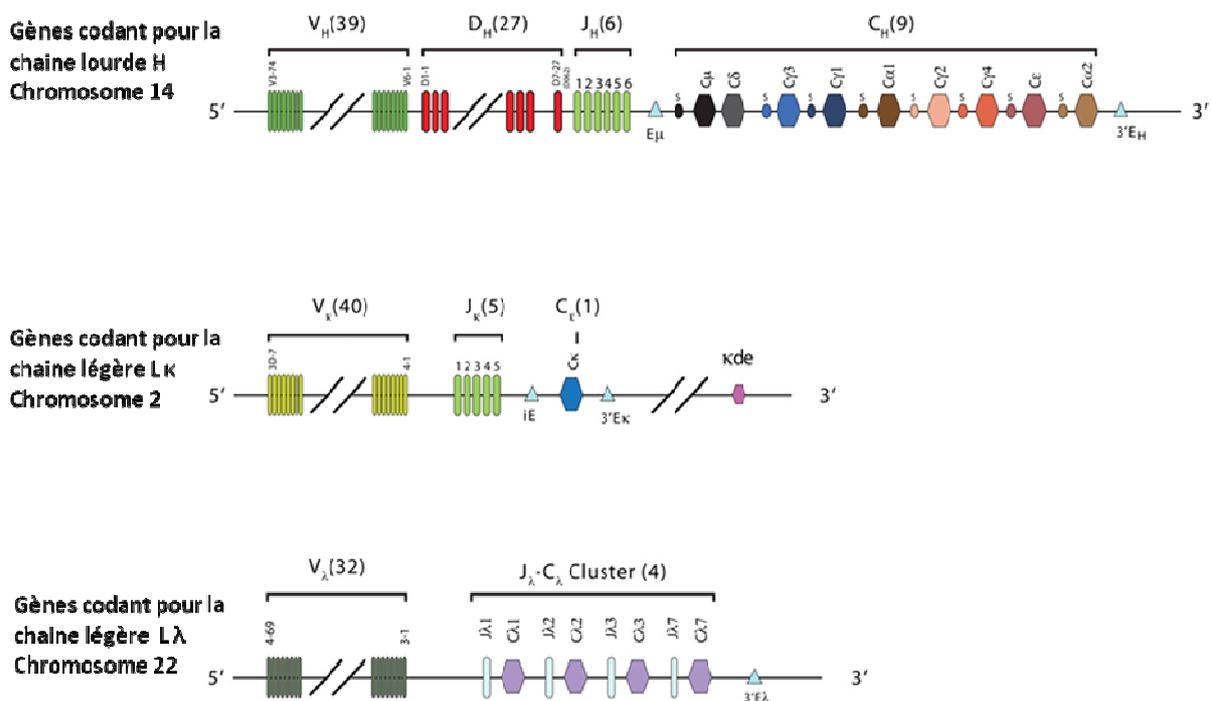 Gènes codant pour la
chaine lourde H
Chromosome 14
V_H(39) D_H(27) J_H(6) C_H(9)
V3-74 V6-1 D1-1 D7-27
1 2 3 4 5 6
S Cμ Cδ S Cγ3 S Cγ1 S Cα1 S Cγ2 S Cγ4 S Cε S Cα2
5′ 3′
Eμ 3′E_H
Gènes codant pour la
chaine légère Lκ
Chromosome 2
V_κ(40) J_κ(5) (1)
4-1 1 2 3 4 5 Cκ κde
5′ 3′
iE 3′Eκ
Gènes codant pour la
chaine légère Lλ
Chromosome 22
V_λ(32) J_λ-C_λ Cluster (4)
4-69 3-1 Jλ1 Cλ1 Jλ2 Cλ2 Jλ3 Cλ3 Jλ7 Cλ7
5′ 3′
3′Eλ